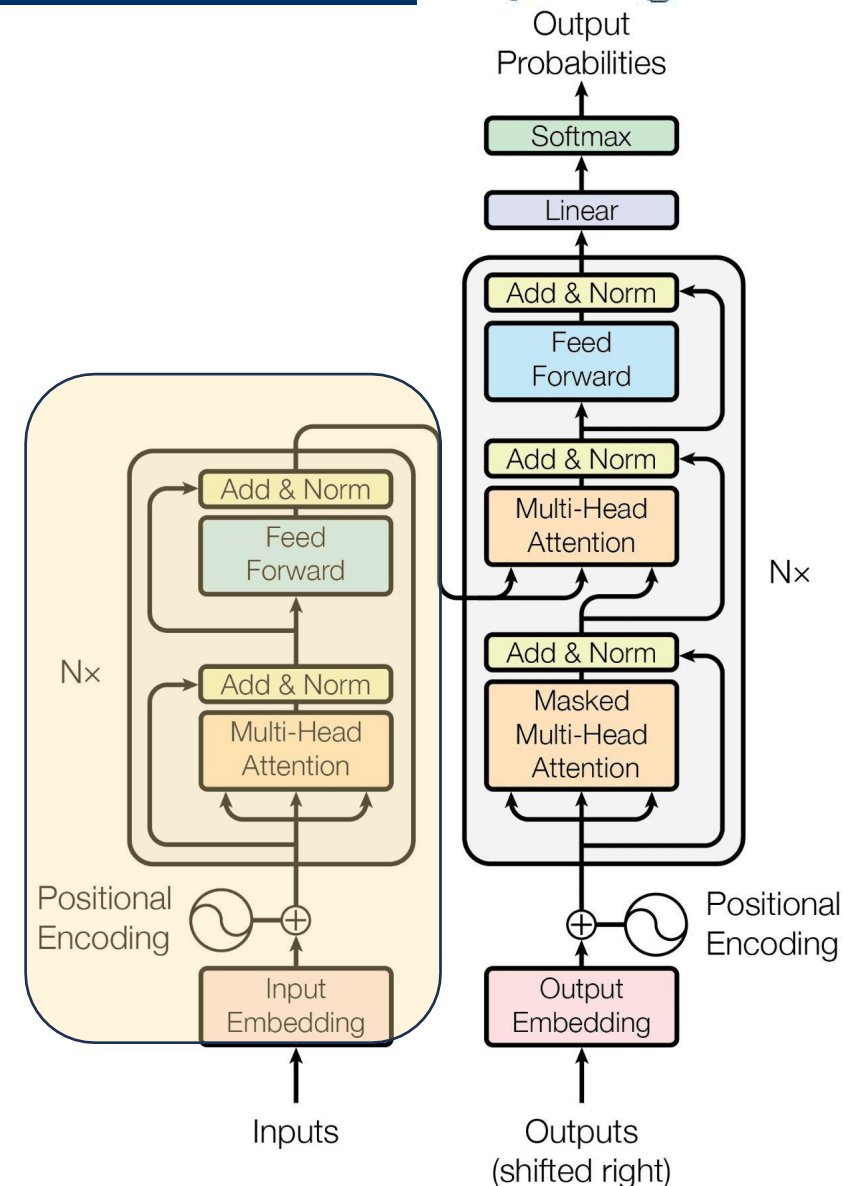 Output
Probabilities
Softmax
Linear
Add & Norm
Feed
Forward
Add & Norm
Multi-Head
Attention
Nx
Add & Norm
Masked
Multi-Head
Attention
Positional
Encoding
Output
Embedding
Outputs
(shifted right)
Add & Norm
Feed
Forward
Nx
Add & Norm
Multi-Head
Attention
Positional
Encoding
Input
Embedding
Inputs